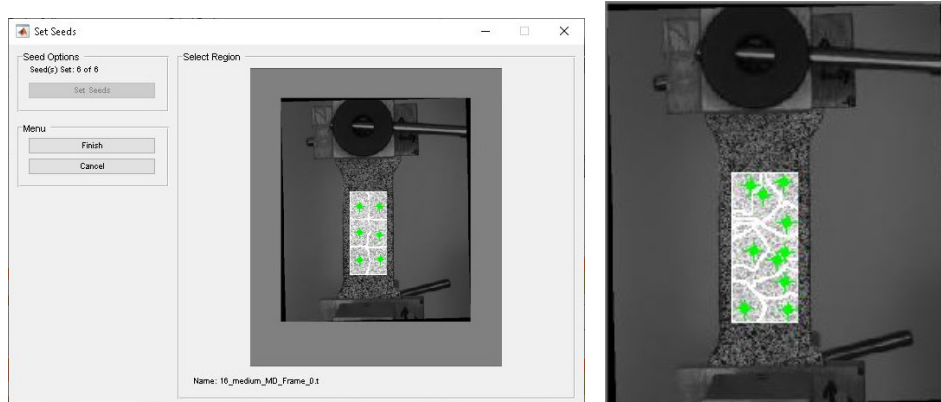 Set Seeds
Seed Options
Seed(s) Set: 6 of 6
Set Seeds
Menu
Finish
Cancel
Select Region
Name: 16_medium_MD_Frame_0.t